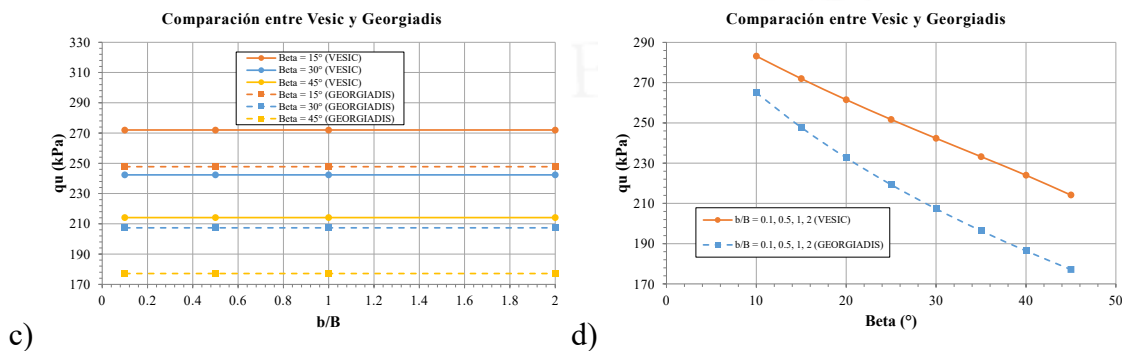 Comparación entre Vesic y Georgiadis
330
310
290
270
250
230
210
190
170
qu (kPa)
Beta = 15° (VESIC)
Beta = 30° (VESIC)
Beta = 45° (VESIC)
Beta = 15° (GEORGIADIS)
Beta = 30° (GEORGIADIS)
Beta = 45° (GEORGIADIS)
0 0.2 0.4 0.6 0.8 1 1.2 1.4 1.6 1.8 2
b/B
c)
Comparación entre Vesic y Georgiadis
290
270
250
230
210
190
170
qu (kPa)
b/B = 0.1, 0.5, 1, 2 (VESIC)
b/B = 0.1, 0.5, 1, 2 (GEORGIADIS)
0 10 20 30 40 50
Beta (°)
d)